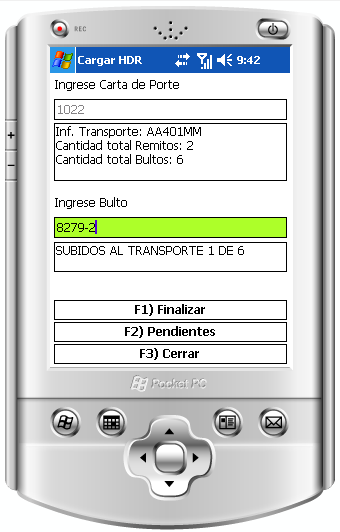 REC
Cargar HDR 9:42
Ingrese Carta de Porte
1022
Inf. Transporte: AA401MM
Cantidad total Remitos: 2
Cantidad total Bultos: 6
Ingrese Bulto
8279-2
SUBIDOS AL TRANSPORTE 1 DE 6
F1) Finalizar
F2) Pendientes
F3) Cerrar
Pocket PC